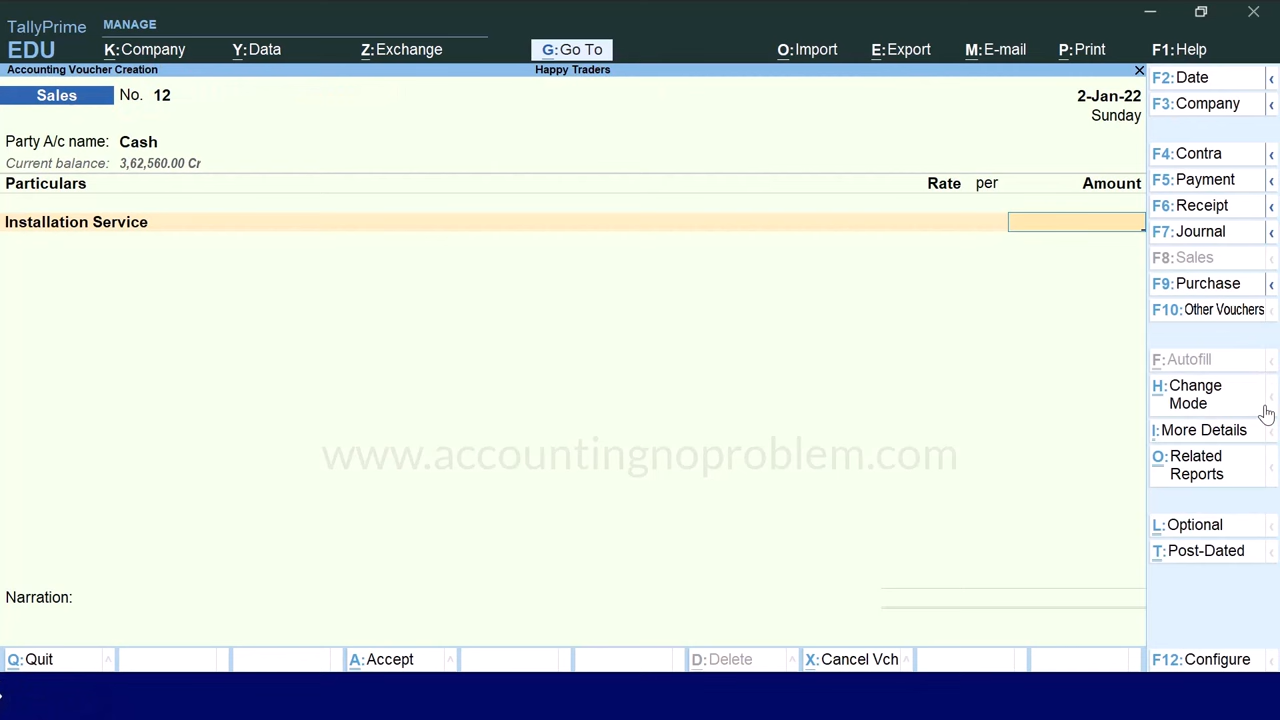 TallyPrime MANAGE
EDU K:Company Y:Data Z:Exchange G:Go To O:Import E:Export M:E-mail P:Print F1:Help
Accounting Voucher Creation Happy Traders
Sales No. 12 2-Jan-22
Sunday
Party A/c name: Cash
Current balance: 3,62,560.00 Cr
Particulars Rate per Amount
Installation Service
www.accountingnoproblem.com
Narration:
F2:Date
F3:Company
F4:Contra
F5:Payment
F6:Receipt
F7:Journal
F8:Sales
F9:Purchase
F10:Other Vouchers
F:Autofill
H:Change
Mode
I:More Details
O:Related
Reports
L:Optional
T:Post-Dated
Q:Quit A:Accept D:Delete X:Cancel Vch F12:Configure